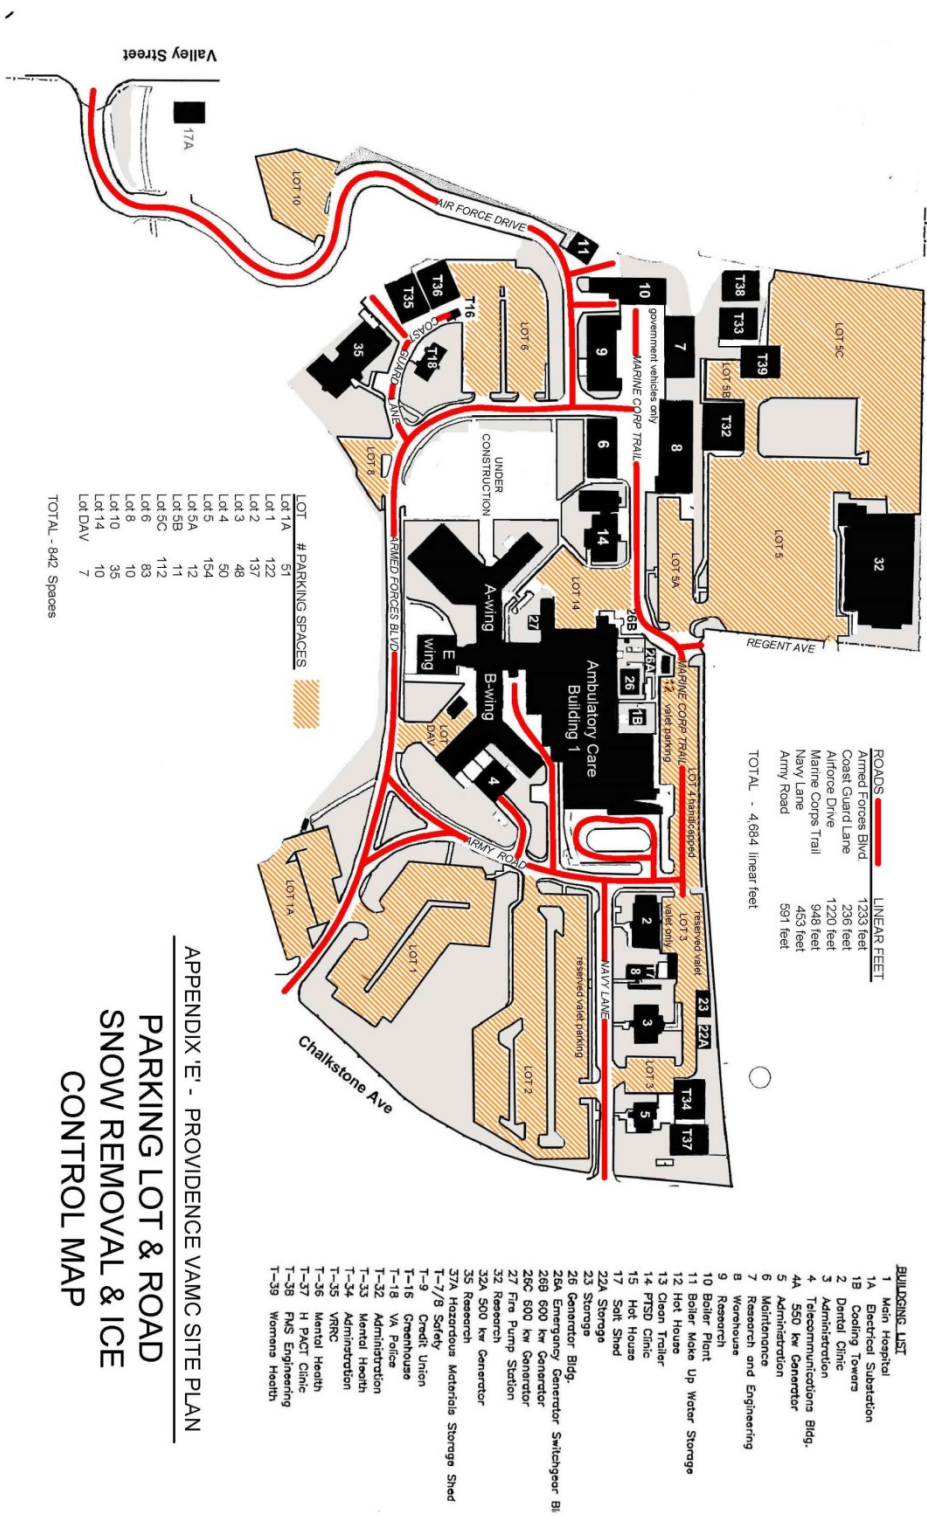 Valley Street
17A
LOT 10
AIR FORCE DRIVE
11
10
government vehicles only
T38
T33
T39
LOT 5C
LOT 5B
T32
7
8
9
MARINE CORP TRAIL
T36
T35
T16
LOT 6
COAST GUARD LANE
T18
35
LOT 8
UNDER
CONSTRUCTION
6
14
LOT 5A
LOT 5
32
REGENT AVE
LOT 14
26B
26A
26
27
12
1B
A-wing
E
wing
B-wing
Ambulatory Care
Building 1
MARINE CORP TRAIL
valet parking
LOT 4 handicapped
ARMED FORCES BLVD
LOT
DAV
4
ARMY ROAD
LOT 1A
LOT 1
2
LOT 3
reserved valet
valet only
17
8
3
23
22A
NAVY LANE
reserved valet parking
LOT 2
LOT 3
5
T34
T37
Chalkstone Ave
LOT # PARKING SPACES
Lot 1A 51
Lot 1 122
Lot 2 137
Lot 3 48
Lot 4 50
Lot 5 154
Lot 5A 12
Lot 5B 11
Lot 5C 112
Lot 6 83
Lot 8 10
Lot 10 35
Lot 14 10
Lot DAV 7
TOTAL - 842 Spaces
ROADS LINEAR FEET
Armed Forces Blvd. 1233 feet
Coast Guard Lane 236 feet
Airforce Drive 1220 feet
Marine Corps Trail 948 feet
Navy Lane 453 feet
Army Road 591 feet
TOTAL - 4,684 linear feet
BUILDING LIST
1 Main Hospital
1A Electrical Substation
1B Cooling Towers
2 Dental Clinic
3 Administration
4 Telecommunications Bldg.
4A 550 kw Generator
5 Administration
6 Maintenance
7 Research and Engineering
8 Warehouse
9 Research
10 Boiler Plant
11 Boiler Make Up Water Storage
12 Hot House
13 Clean Trailer
14 PTSD Clinic
15 Hot House
17 Salt Shed
22A Storage
23 Storage
26 Generator Bldg.
26A Emergency Generator Switchgear Bl
26B 600 kw Generator
26C 600 kw Generator
27 Fire Pump Station
32 Research
32A 500 kw Generator
35 Research
37A Hazardous Materials Storage Shed
T-7/8 Safety
T-9 Credit Union
T-16 Greenhouse
T-18 VA Police
T-32 Administration
T-33 Mental Health
T-34 Adminstration
T-35 VRRC
T-36 Mental Health
T-37 H PACT Clinic
T-38 FMS Engineering
T-39 Womens Health
APPENDIX 'E' - PROVIDENCE VAMC SITE PLAN
PARKING LOT & ROAD
SNOW REMOVAL & ICE
CONTROL MAP